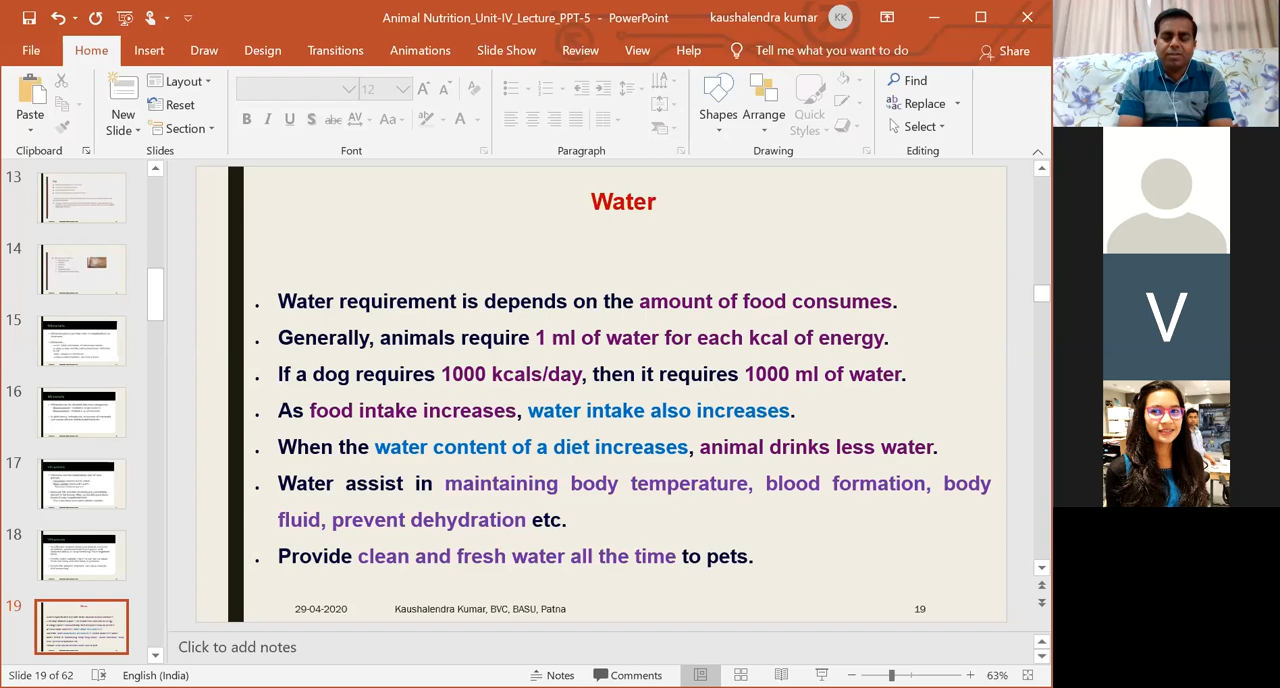 Animal Nutrition_Unit-IV_Lecture_PPT-5 - PowerPoint
kaushalendra kumar
KK
File Home Insert Draw Design Transitions Animations Slide Show Review View Help Tell me what you want to do Share
Paste
New
Slide
Layout
Reset
Section
12
B I U S abc AV Aa A
Shapes
Arrange
Quick
Styles
Find
Replace
Select
Clipboard Slides Font Paragraph Drawing Editing
13
14
15
16
17
18
19
Water
. Water requirement is depends on the amount of food consumes.
. Generally, animals require 1 ml of water for each kcal of energy.
. If a dog requires 1000 kcals/day, then it requires 1000 ml of water.
. As food intake increases, water intake also increases.
. When the water content of a diet increases, animal drinks less water.
. Water assist in maintaining body temperature, blood formation, body
fluid, prevent dehydration etc.
. Provide clean and fresh water all the time to pets.
29-04-2020 Kaushalendra Kumar, BVC, BASU, Patna 19
Click to add notes
Slide 19 of 62 English (India) Notes Comments 63%
V